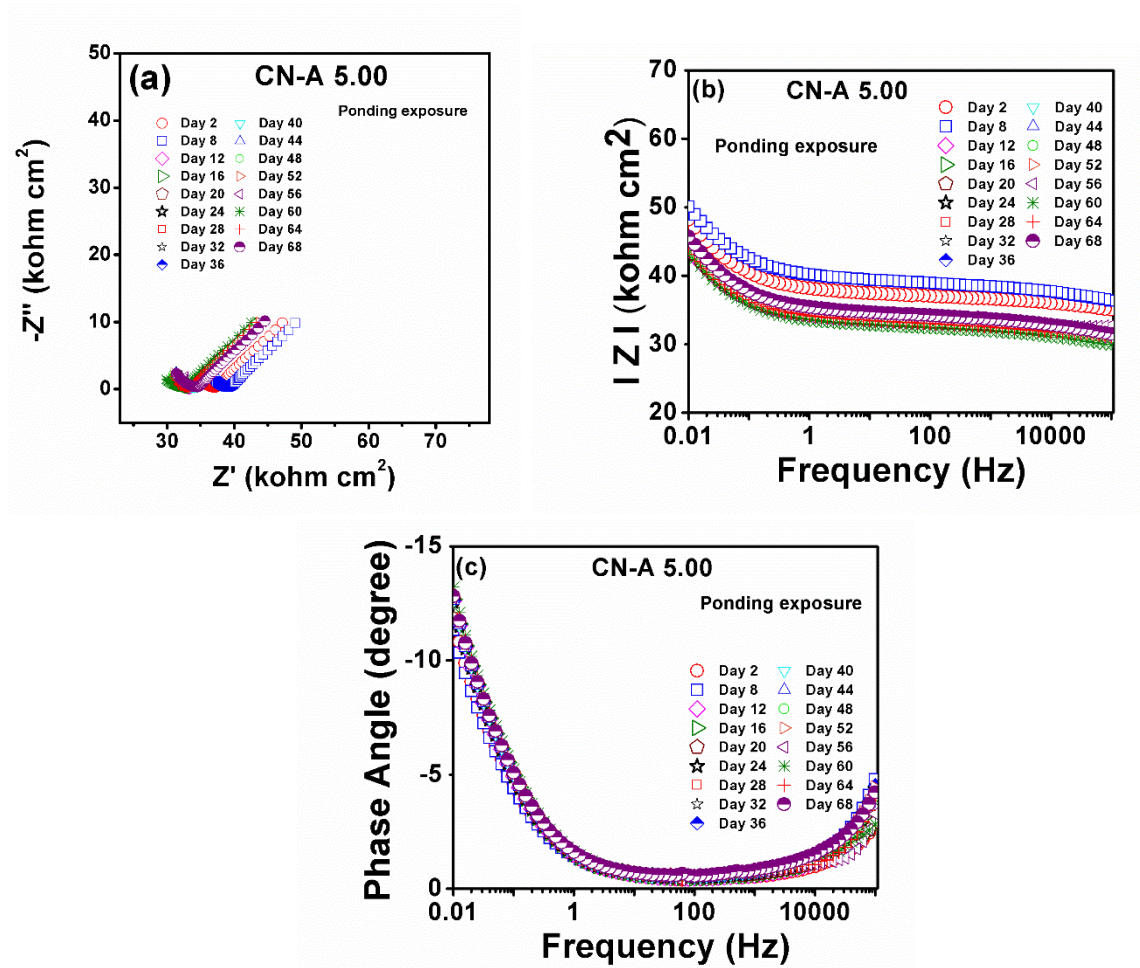 (a) CN-A 5.00
Ponding exposure
Day 2 Day 40
Day 8 Day 44
Day 12 Day 48
Day 16 Day 52
Day 20 Day 56
Day 24 Day 60
Day 28 Day 64
Day 32 Day 68
Day 36
50
40
30
20
10
0
-Z'' (kohm cm²)
30 40 50 60 70
Z' (kohm cm²)
(b) CN-A 5.00
Ponding exposure
Day 2 Day 40
Day 8 Day 44
Day 12 Day 48
Day 16 Day 52
Day 20 Day 56
Day 24 Day 60
Day 28 Day 64
Day 32 Day 68
Day 36
70
60
50
40
30
20
I Z I (kohm cm²)
0.01 1 100 10000
Frequency (Hz)
(c) CN-A 5.00
Ponding exposure
Day 2 Day 40
Day 8 Day 44
Day 12 Day 48
Day 16 Day 52
Day 20 Day 56
Day 24 Day 60
Day 28 Day 64
Day 32 Day 68
Day 36
-15
-10
-5
0
Phase Angle (degree)
0.01 1 100 10000
Frequency (Hz)